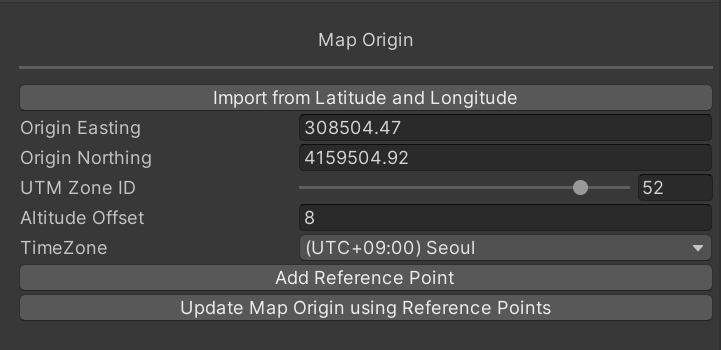 Map Origin
Import from Latitude and Longitude
Origin Easting 308504.47
Origin Northing 4159504.92
UTM Zone ID 52
Altitude Offset 8
TimeZone (UTC+09:00) Seoul
Add Reference Point
Update Map Origin using Reference Points